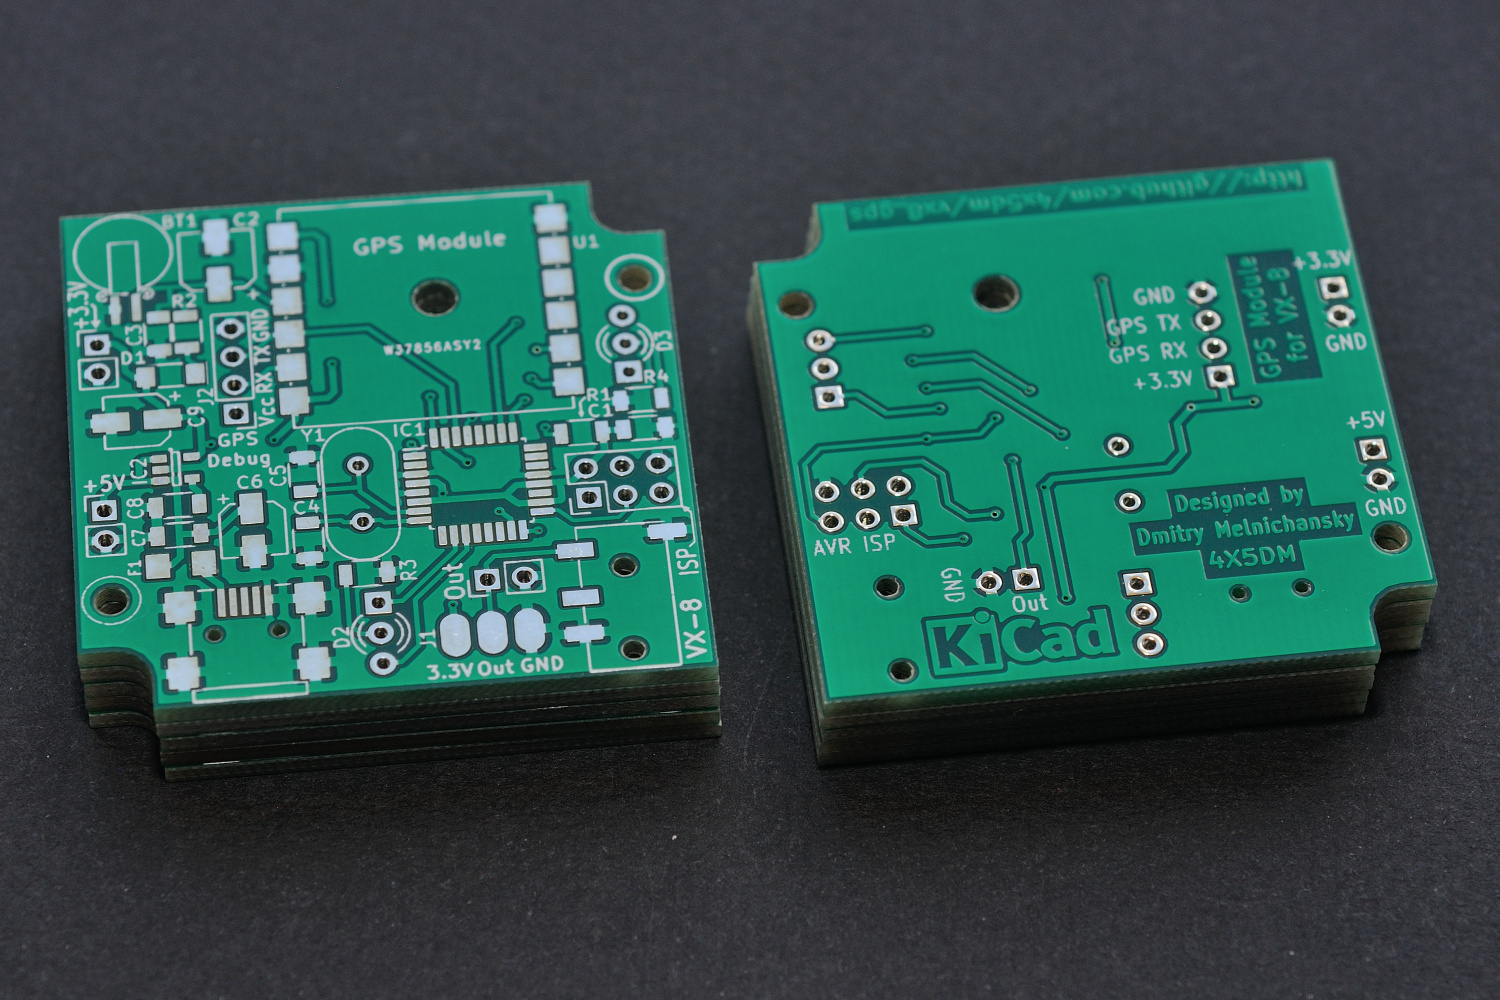 BT1
C2
GPS Module
U1
+3.3V
R2
+
C3
GND
TX
RX
Vcc
J2
D1
W37856ASY2
D3
R4
R1
C1
+
C9
GPS
Debug
Y1
IC1
IC2
+5V
C8
C7
F1
+
C6
C5
C4
R3
D2
Out
J1
3.3V Out GND
ISP
VX-8
http://github.com/4x5dm/vx8_gps
GND
GPS TX
GPS RX
+3.3V
GPS Module
for VX-8
+3.3V
GND
+5V
GND
AVR ISP
Designed by
Dmitry Melnichansky
4X5DM
GND
Out
KiCad